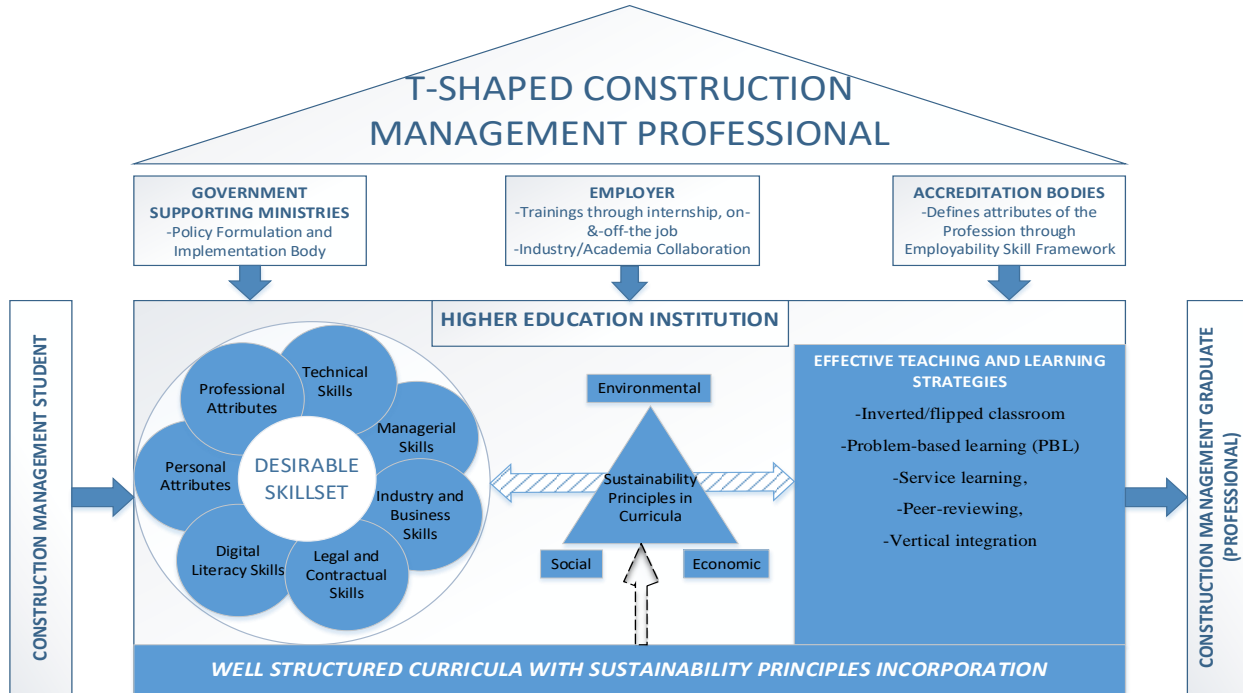 T-SHAPED CONSTRUCTION
MANAGEMENT PROFESSIONAL
GOVERNMENT
SUPPORTING MINISTRIES
-Policy Formulation and
Implementation Body
EMPLOYER
-Trainings through internship, on-
&-off-the job
-Industry/Academia Collaboration
ACCREDITATION BODIES
-Defines attributes of the
Profession through
Employability Skill Framework
CONSTRUCTION MANAGEMENT STUDENT
HIGHER EDUCATION INSTITUTION
Technical
Skills
Professional
Attributes
Managerial
Skills
Personal
Attributes
DESIRABLE
SKILLSET
Industry and
Business
Skills
Digital
Literacy Skills
Legal and
Contractual
Skills
Environmental
Sustainability
Principles in
Curricula
Social
Economic
EFFECTIVE TEACHING AND LEARNING
STRATEGIES
-Inverted/flipped classroom
-Problem-based learning (PBL)
-Service learning,
-Peer-reviewing,
-Vertical integration
WELL STRUCTURED CURRICULA WITH SUSTAINABILITY PRINCIPLES INCORPORATION
CONSTRUCTION MANAGEMENT GRADUATE
(PROFESSIONAL)